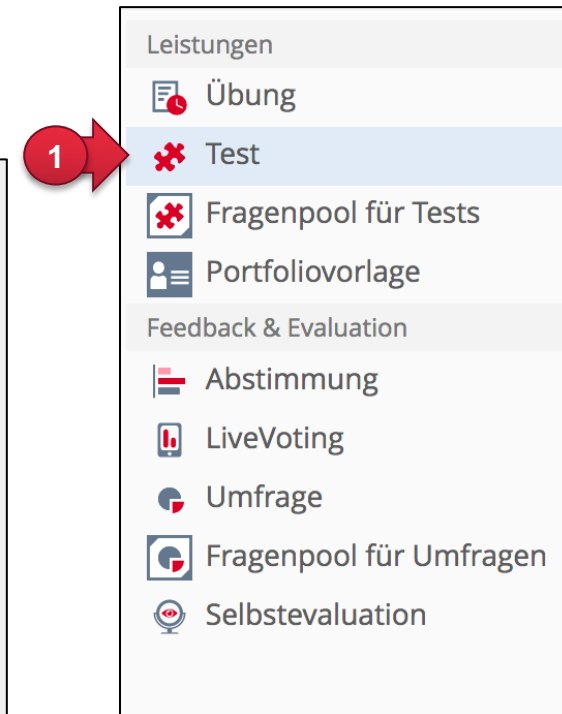 Leistungen
Übung
1
Test
Fragenpool für Tests
Portfoliovorlage
Feedback & Evaluation
Abstimmung
LiveVoting
Umfrage
Fragenpool für Umfragen
Selbstevaluation